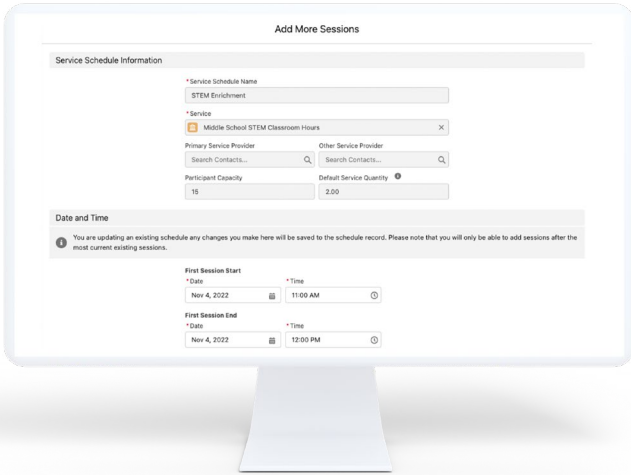 Add More Sessions
Service Schedule Information
*Service Schedule Name
STEM Enrichment
*Service
Middle School STEM Classroom Hours
Primary Service Provider Other Service Provider
Search Contacts... Search Contacts...
Participant Capacity Default Service Quantity
15 2.00
Date and Time
You are updating an existing schedule any changes you make here will be saved to the schedule record. Please note that you will only be able to add sessions after the
most current existing sessions.
First Session Start
*Date *Time
Nov 4, 2022 11:00 AM
First Session End
*Date *Time
Nov 4, 2022 12:00 PM